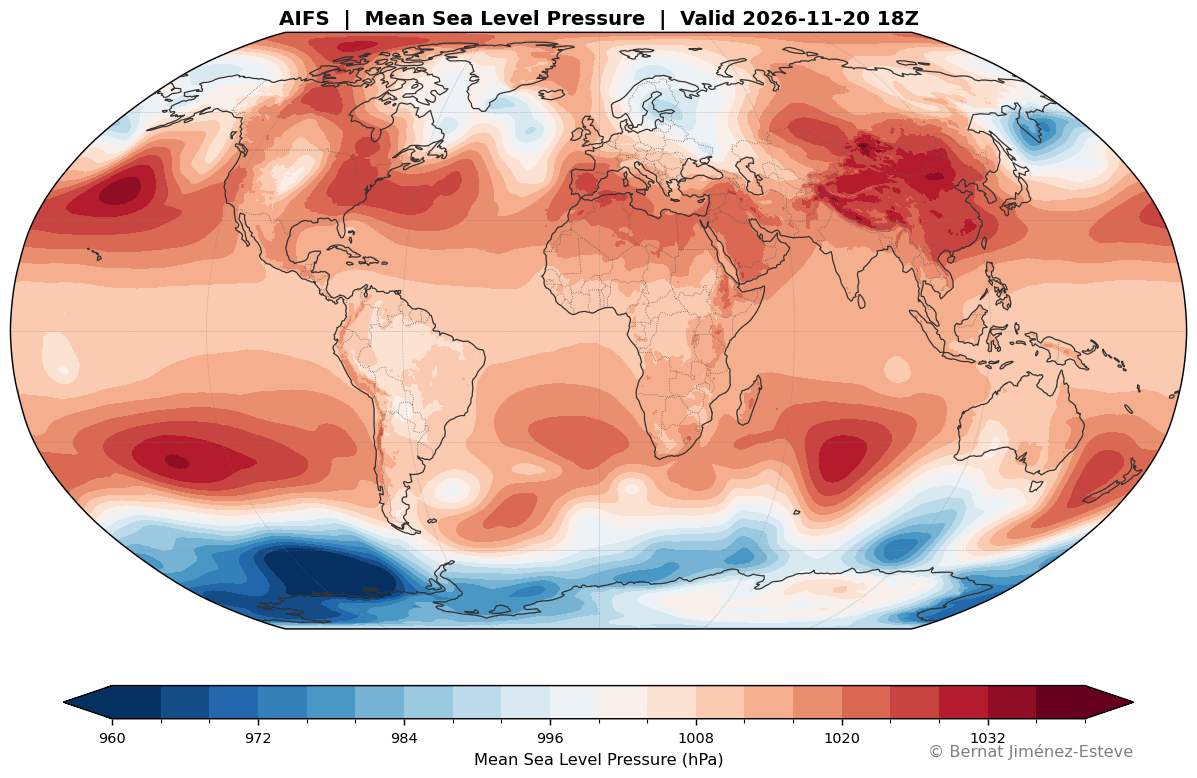 AIFS | Mean Sea Level Pressure | Valid 2026-11-20 18Z
960 972 984 996 1008 1020 1032
Mean Sea Level Pressure (hPa)
© Bernat Jiménez-Esteve